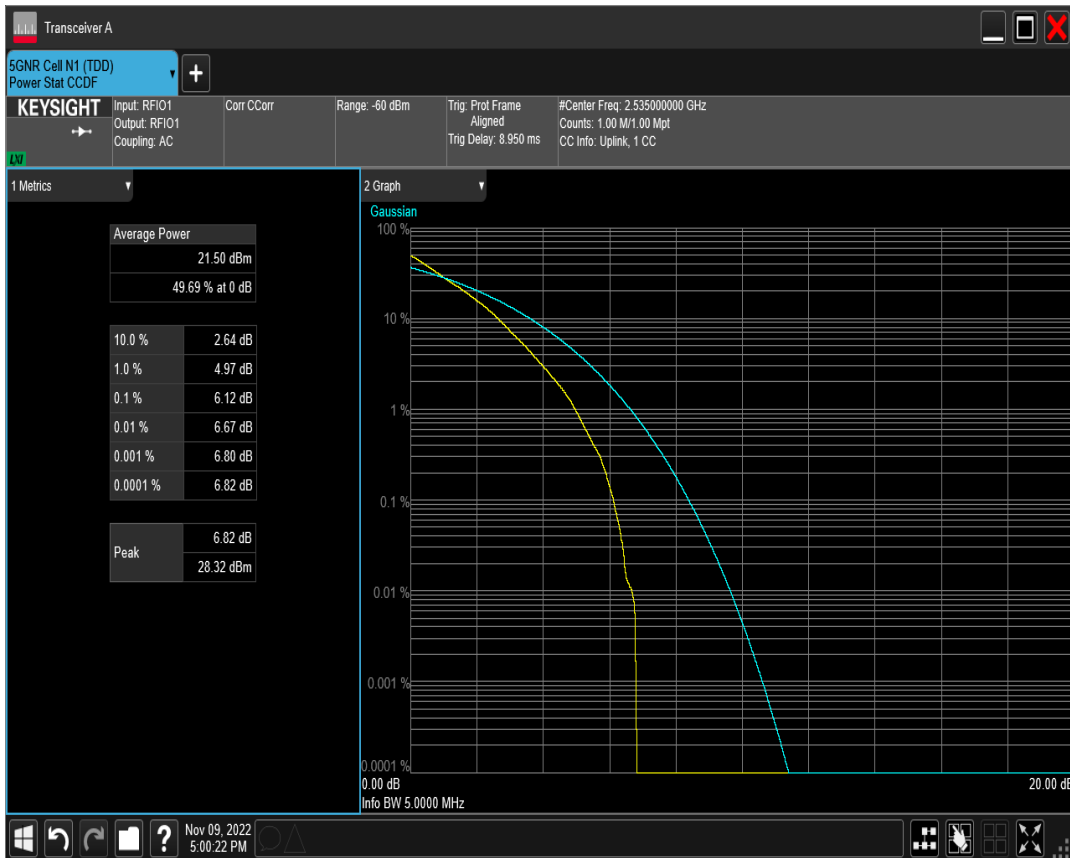 Transceiver A
5GNR Cell N1 (TDD)
Power Stat CCDF
+
KEYSIGHT
LXI
Input: RFIO1
Output: RFIO1
Coupling: AC
Corr CCorr
Range: -60 dBm
Trig: Prot Frame
Aligned
Trig Delay: 8.950 ms
#Center Freq: 2.535000000 GHz
Counts: 1.00 M/1.00 Mpt
CC Info: Uplink, 1 CC
1 Metrics
Average Power
21.50 dBm
49.69 % at 0 dB
10.0 % 2.64 dB
1.0 % 4.97 dB
0.1 % 6.12 dB
0.01 % 6.67 dB
0.001 % 6.80 dB
0.0001 % 6.82 dB
Peak 6.82 dB
28.32 dBm
2 Graph
Gaussian
100 %
10 %
1 %
0.1 %
0.01 %
0.001 %
0.0001 %
0.00 dB 20.00 dB
Info BW 5.0000 MHz
? Nov 09, 2022
5:00:22 PM